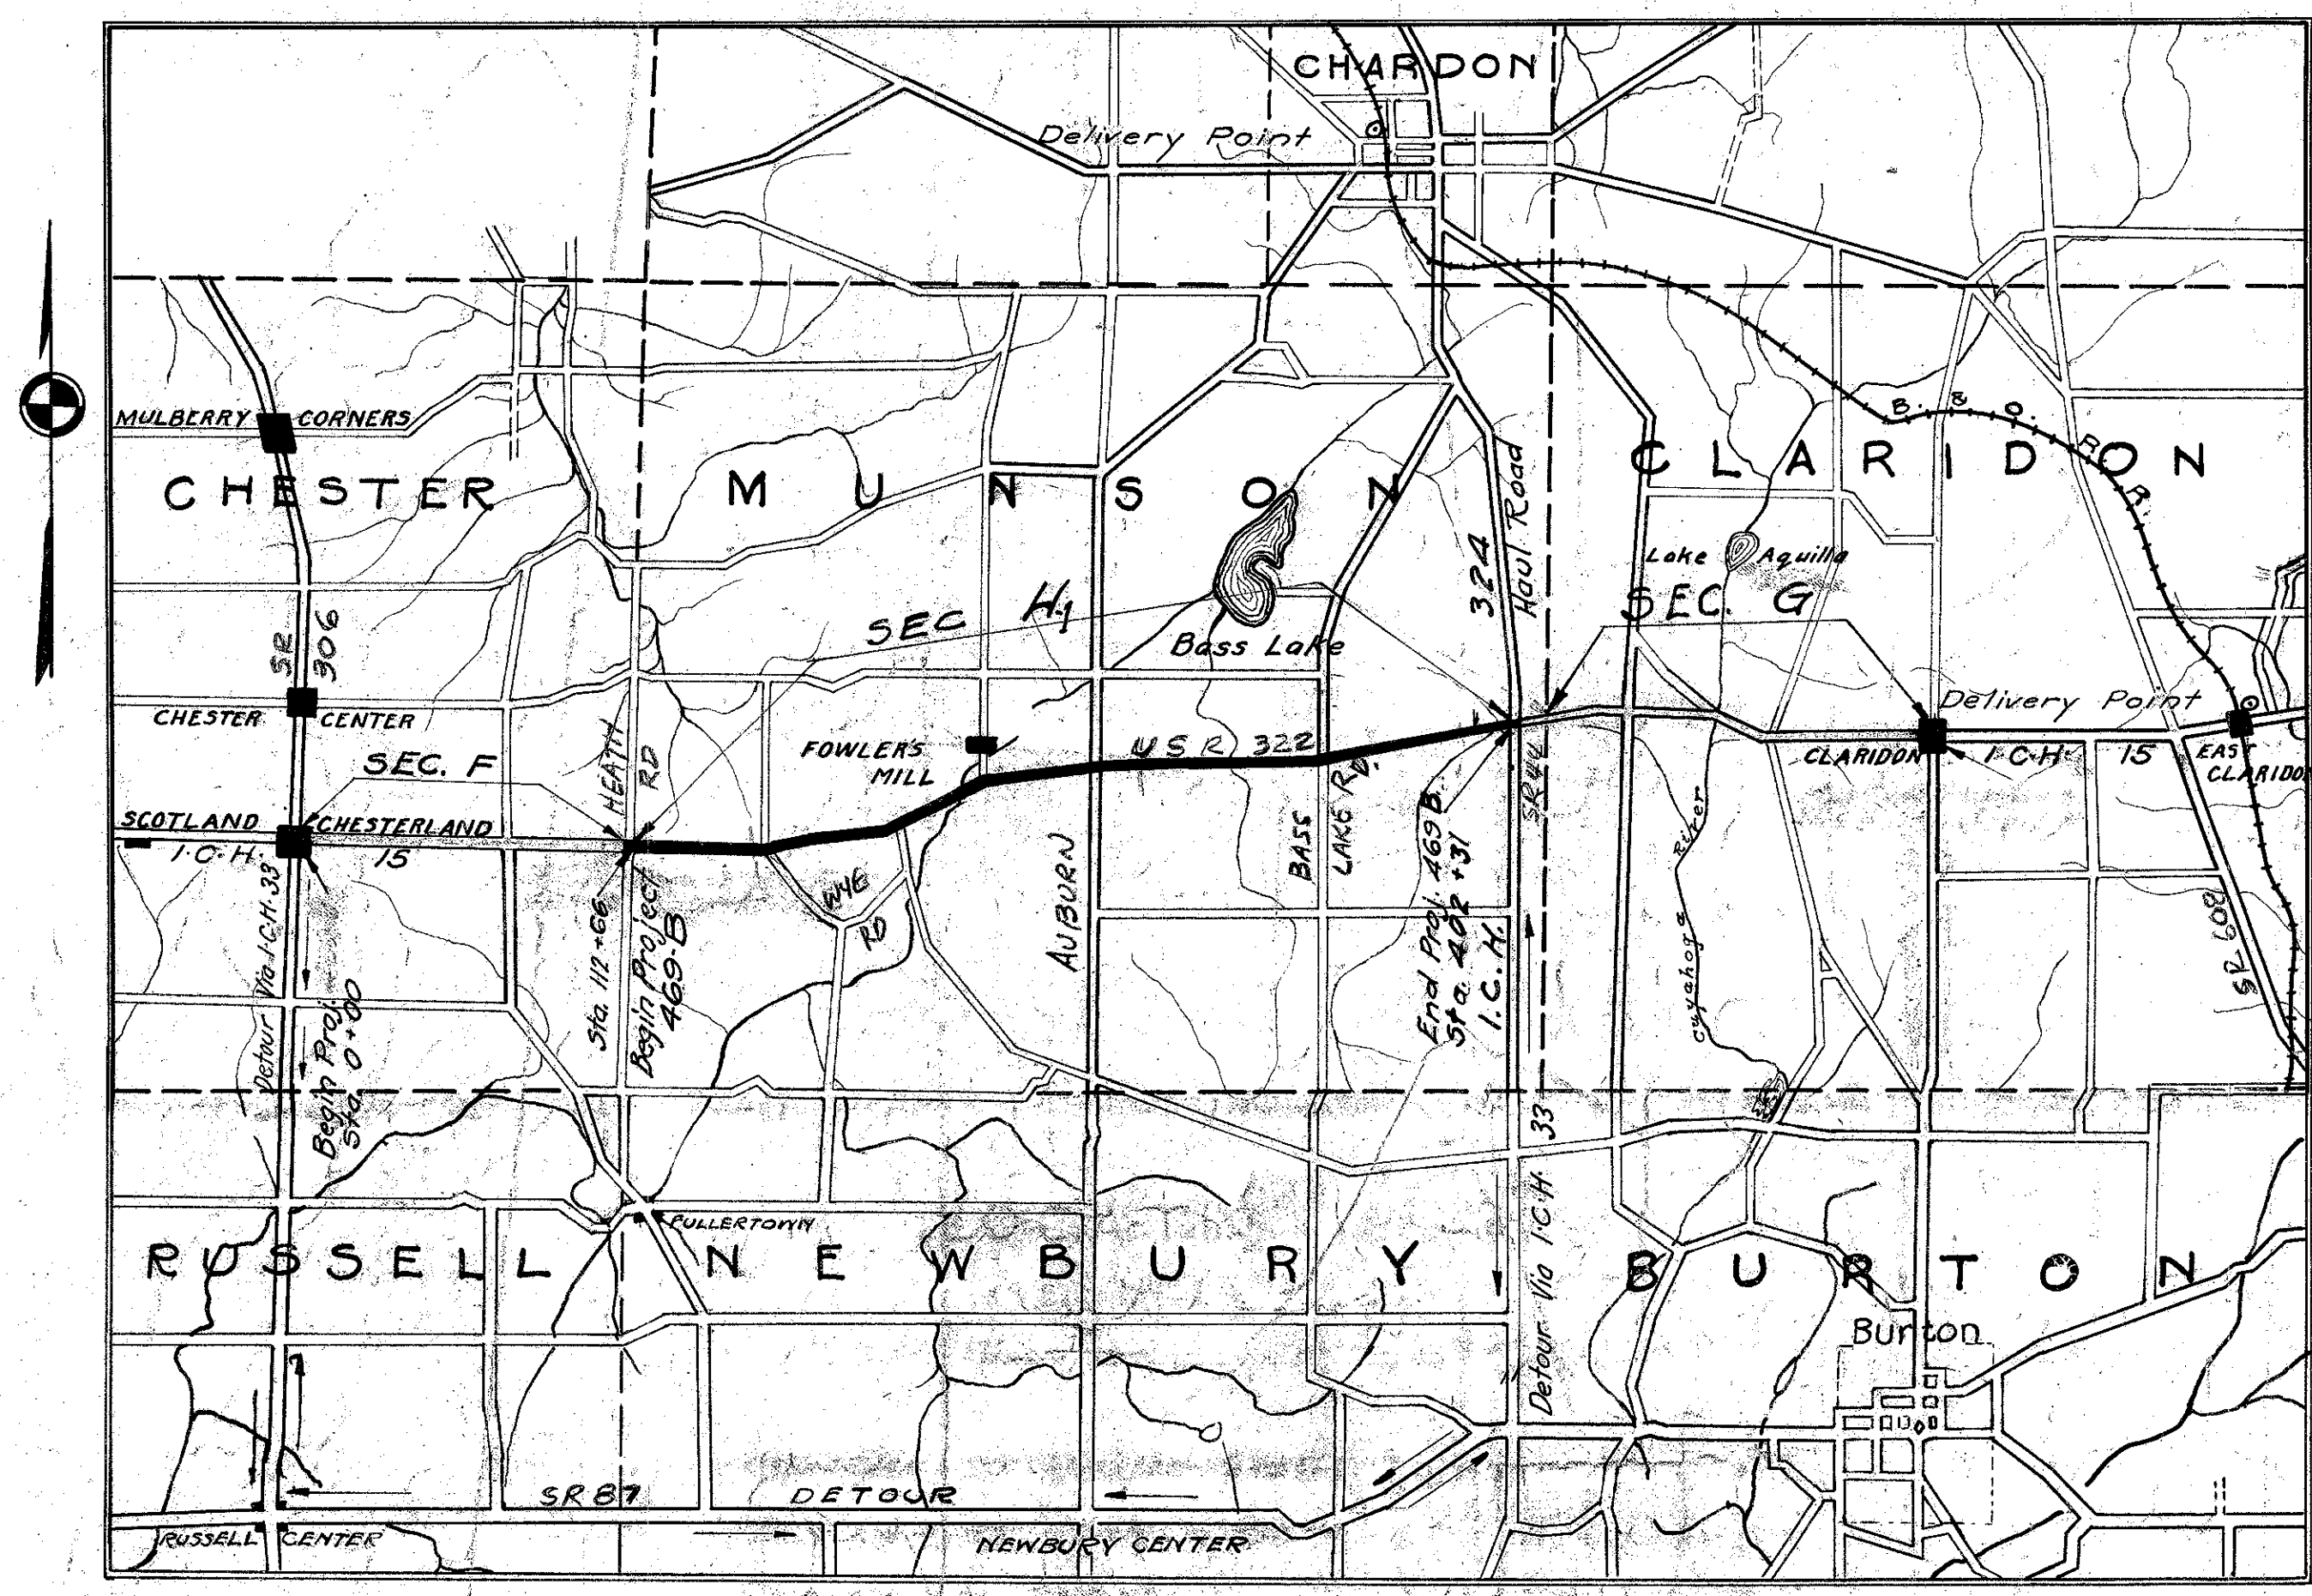 CHARDON
Delivery Point
MULBERRY CORNERS
B. & O. R. R.
CHESTER
MUNSON
CLARIDON
324
Haul Road
Lake Aquilla
SEC. G
SEC H1
Bass Lake
SR 306
CHESTER CENTER
Delivery Point
HEATH RD
FOWLER'S
MILL
USR 322
SEC. F
CLARIDON
I.C.H. 15
EAST
CLARIDON
SCOTLAND
CHESTERLAND
I.C.H. 15
BASS
LAKE RD.
SR 44
AUBURN
WYE
RD
Cuyahoga River
SR 608
Detour Via I.C.H. 33
Begin Proj.
Sta. 0+00
Sta. 112+66
Begin Project
469-B
End Proj. 469 B.
Sta. 402+31
I.C.H.
Detour Via I.C.H. 33
FULLERTOWN
RUSSELL
NEWBURY
BURTON
Burton
SR 87
DETOUR
RUSSELL CENTER
NEWBURY CENTER